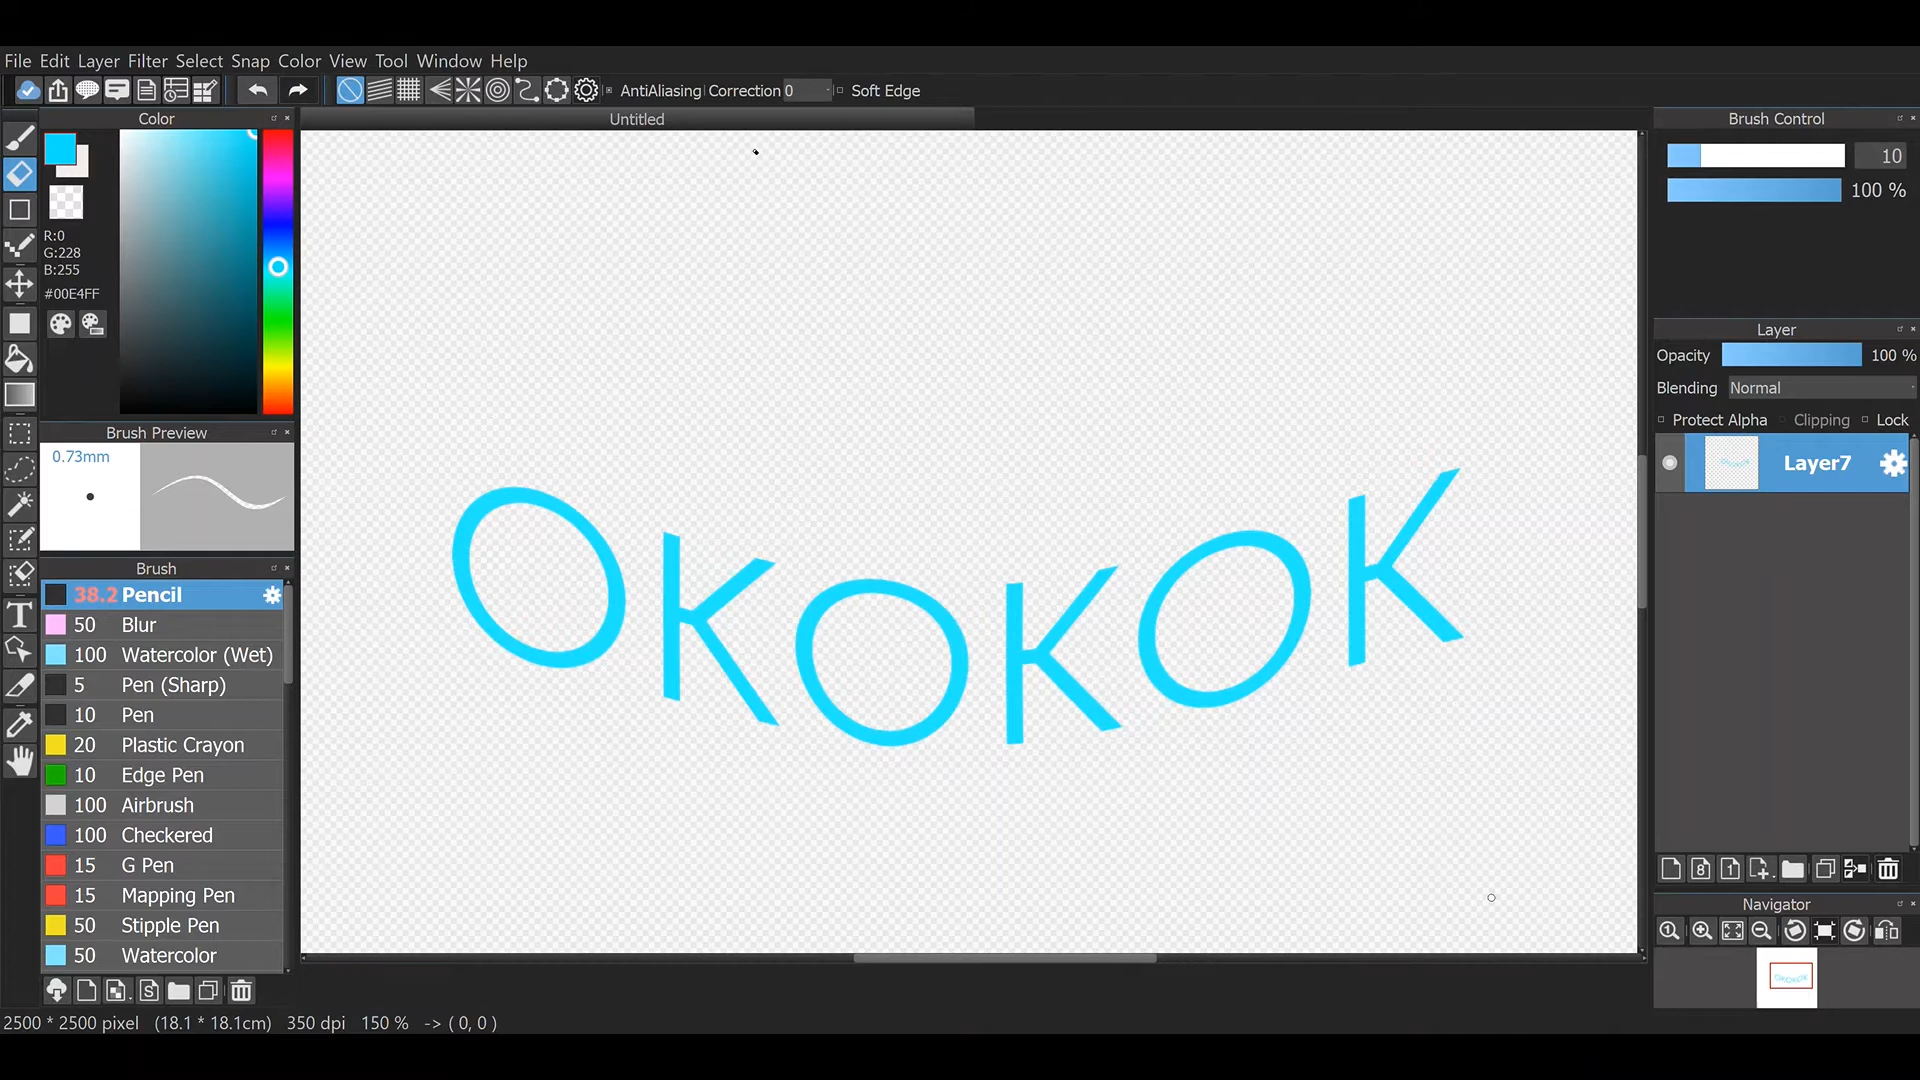 File Edit Layer Filter Select Snap Color View Tool Window Help
AntiAliasing Correction 0 Soft Edge
Color
Untitled
Brush Control
10
100 %
R:0
G:228
B:255
#00E4FF
Layer
Opacity 100 %
Blending Normal
Protect Alpha Clipping Lock
Layer7
Brush Preview
0.73mm
OKOKOK
Brush
38.2 Pencil
50 Blur
100 Watercolor (Wet)
5 Pen (Sharp)
10 Pen
20 Plastic Crayon
10 Edge Pen
100 Airbrush
100 Checkered
15 G Pen
15 Mapping Pen
50 Stipple Pen
50 Watercolor
8 1
Navigator
2500 * 2500 pixel (18.1 * 18.1cm) 350 dpi 150 % -> ( 0, 0 )